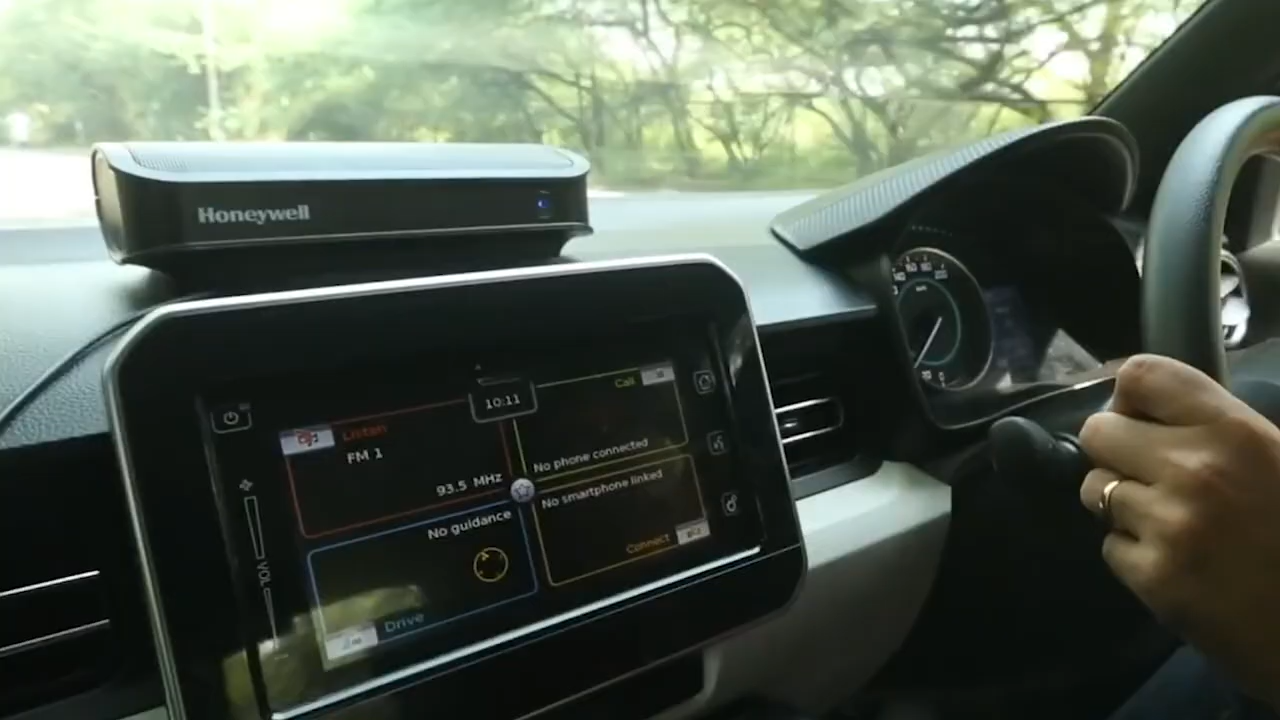 Honeywell
10:11
Listen
FM 1
93.5 MHz
Call
No phone connected
No guidance
Drive
No smartphone linked
Connect
VOL